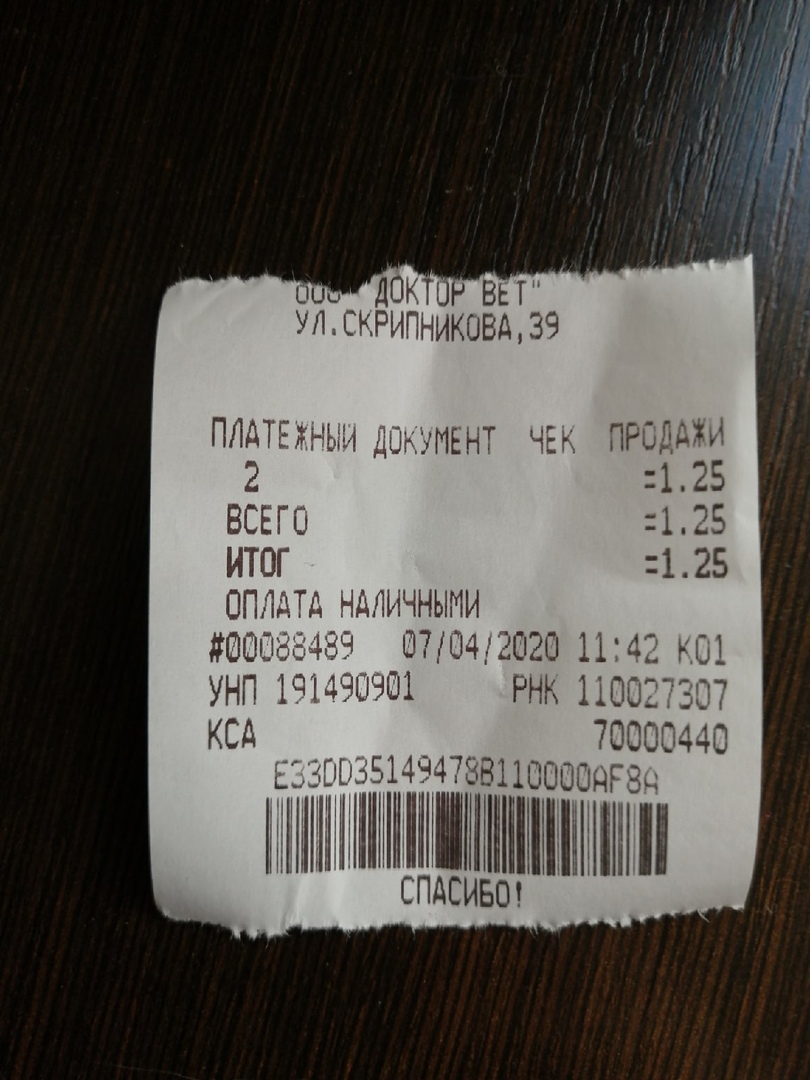 ООО "ДОКТОР ВЕТ"
УЛ.СКРИПНИКОВА,39
ПЛАТЕЖНЫЙ ДОКУМЕНТ ЧЕК ПРОДАЖИ
2 =1.25
ВСЕГО =1.25
ИТОГ =1.25
ОПЛАТА НАЛИЧНЫМИ
#00088489 07/04/2020 11:42 К01
УНП 191490901 РНК 110027307
КСА 70000440
E33DD35149478B110000AF8A
СПАСИБО!